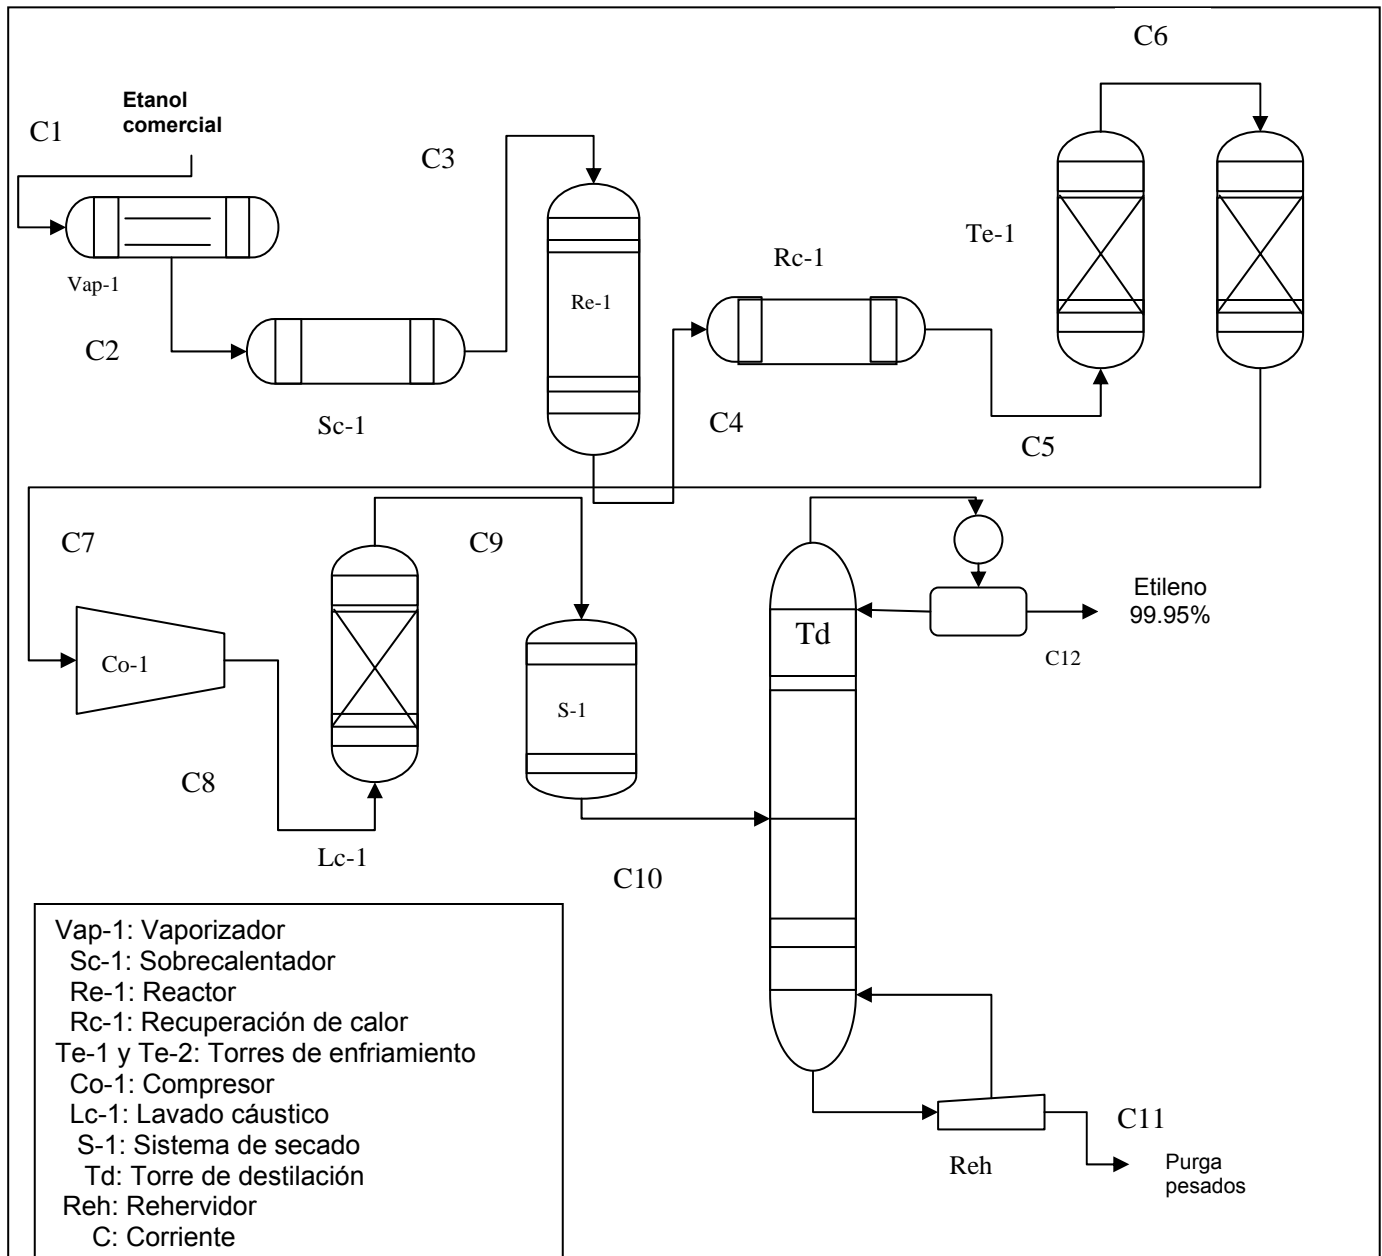 C6
Etanol
comercial
C1
C3
Te-1
Rc-1
Vap-1
Re-1
C2
Sc-1
C4
C5
C7
C9
Etileno
99.95%
Td
C12
Co-1
S-1
C8
Lc-1
C10
Vap-1: Vaporizador
Sc-1: Sobrecalentador
Re-1: Reactor
Rc-1: Recuperación de calor
Te-1 y Te-2: Torres de enfriamiento
Co-1: Compresor
Lc-1: Lavado cáustico
S-1: Sistema de secado
Td: Torre de destilación
Reh: Rehervidor
C: Corriente
C11
Reh
Purga
pesados